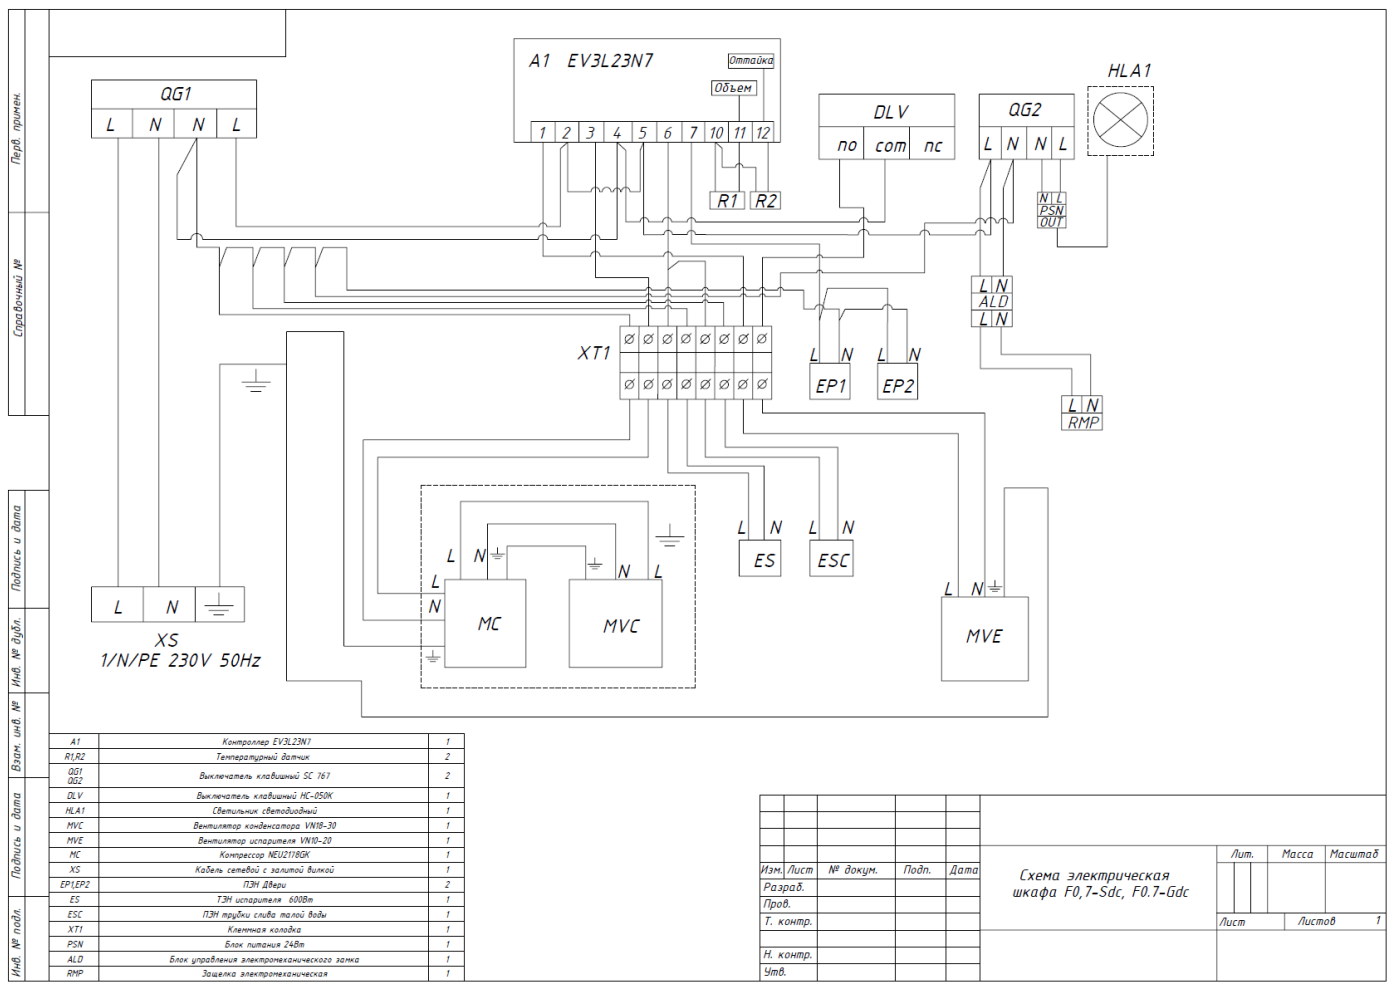 A1 EV3L23N7
Оттайка
Объем
1 2 3 4 5 6 7 10 11 12
R1 R2
QG1
L N N L
DLV
no com nc
QG2
L N N L
HLA1
N L
PSN
OUT
L N
ALD
L N
L N
RMP
XT1
L N
EP1
L N
EP2
L N
ES
L N
ESC
L N
L
N
MC
N L
MVC
L N
MVE
L N
XS
1/N/PE 230V 50Hz
Перв. примен.
Справочный №
Подпись и дата
Инв. № дубл.
Взам. инв. №
Подпись и дата
Инв. № подл.
A1 Контроллер EV3L23N7 1
R1,R2 Температурный датчик 2
QG1
QG2 Выключатель клавишный SC 767 2
DLV Выключатель клавишный HC-050K 1
HLA1 Светильник светодиодный 1
MVC Вентилятор конденсатора VN18-30 1
MVE Вентилятор испарителя VN10-20 1
MC Компрессор NEU2178GK 1
XS Кабель сетевой с залитой вилкой 1
EP1,EP2 ПЭН Двери 2
ES ТЭН испарителя 600Вт 1
ESC ПЭН трубки слива талой воды 1
XT1 Клеммная колодка 1
PSN Блок питания 24Вт 1
ALD Блок управления электромеханического замка 1
RMP Защелка электромеханическая 1
Изм. Лист № докум. Подп. Дата
Разраб.
Пров.
Т. контр.
Н. контр.
Утв.
Схема электрическая
шкафа F0,7-Sdc, F0.7-Gdc
Лит. Масса Масштаб
Лист Листов 1